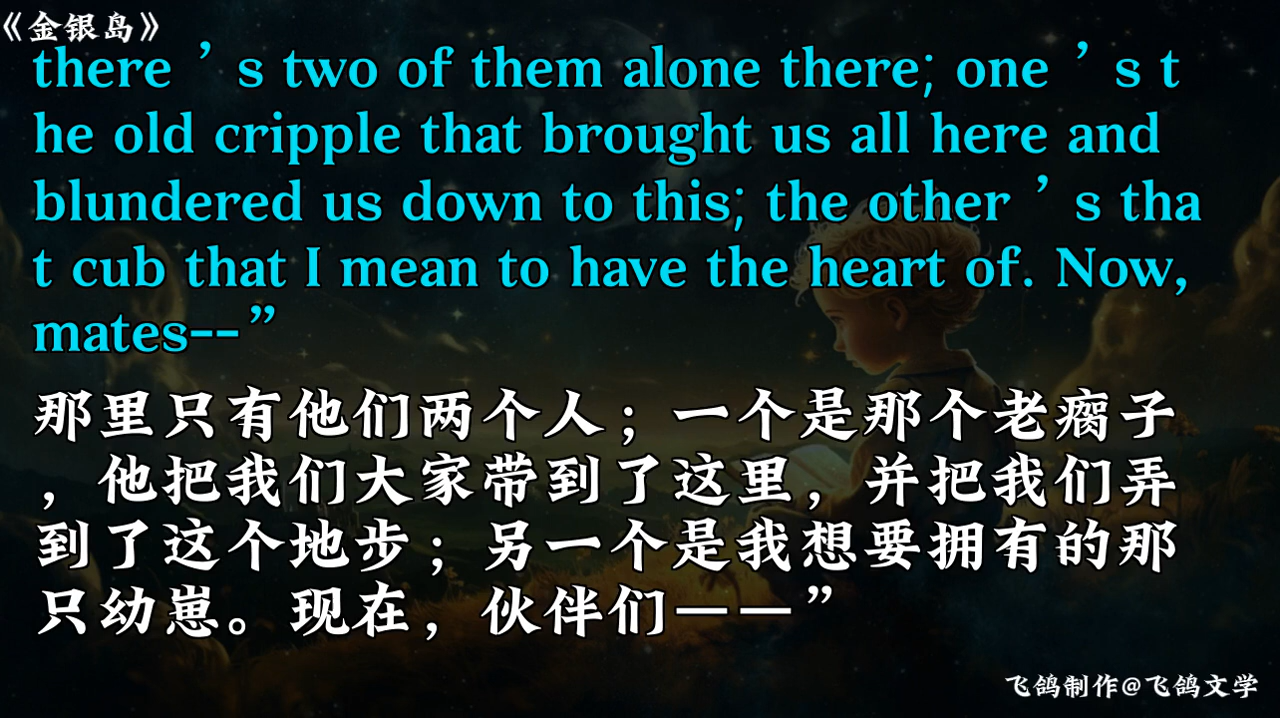 《金银岛》
there ’ s two of them alone there; one ’ s t
he old cripple that brought us all here and
blundered us down to this; the other ’ s tha
t cub that I mean to have the heart of. Now,
mates--”
那里只有他们两个人；一个是那个老瘸子
，他把我们大家带到了这里，并把我们弄
到了这个地步；另一个是我想要拥有的那
只幼崽。现在，伙伴们——”
飞鸽制作@飞鸽文学